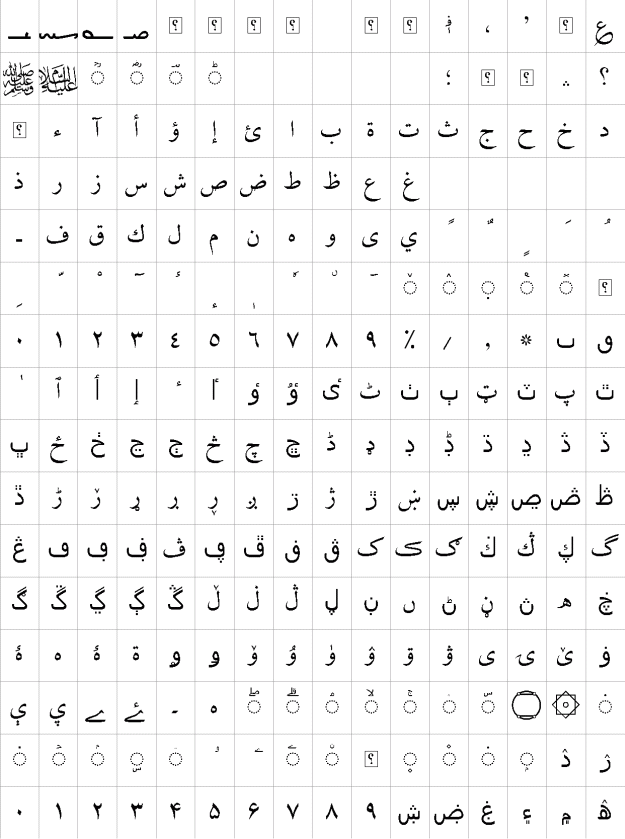 ؀ ؁ ؂ ؃ ؋ ، ؍ ؏
ؐ ؑ ؒ ؓ ؔ ؕ ؛ ؞ ؟
ء آ أ ؤ إ ئ ا ب ة ت ث ج ح خ د
ذ ر ز س ش ص ض ط ظ ع غ
ـ ف ق ك ل م ن ه و ى ي ً ٌ ٍ َ ُ
ِ ّ ْ ٓ ٔ ٕ ٖ ٗ ٘ ٙ ٚ ٛ ٜ ٝ ٞ
٠ ١ ٢ ٣ ٤ ٥ ٦ ٧ ٨ ٩ ٪ ٫ ٬ ٭ ٮ ٯ
ٰ ٱ ٲ ٳ ٴ ٵ ٶ ٷ ٸ ٹ ٺ ٻ ټ ٽ پ ٿ
ڀ ځ ڂ ڃ ڄ څ چ ڇ ڈ ډ ڊ ڋ ڌ ڍ ڎ ڏ
ڐ ڑ ڒ ړ ڔ ڕ ږ ڗ ژ ڙ ښ ڛ ڜ ڝ ڞ ڟ
ڠ ڡ ڢ ڣ ڤ ڥ ڦ ڧ ڨ ک ڪ ګ ڬ ڭ ڮ گ
ڰ ڱ ڲ ڳ ڴ ڵ ڶ ڷ ڸ ڹ ں ڻ ڼ ڽ ھ ڿ
ۀ ہ ۂ ۃ ۄ ۅ ۆ ۇ ۈ ۉ ۊ ۋ ی ۍ ێ ۏ
ې ۑ ے ۓ ۔ ە ۖ ۗ ۘ ۙ ۚ ۛ ۜ ۝ ۞ ۟
۠ ۡ ۢ ۣ ۤ ۥ ۦ ۧ ۨ ۪ ۫ ۬ ۭ ۮ ۯ
۰ ۱ ۲ ۳ ۴ ۵ ۶ ۷ ۸ ۹ ۺ ۻ ۼ ۽ ۾ ۿ